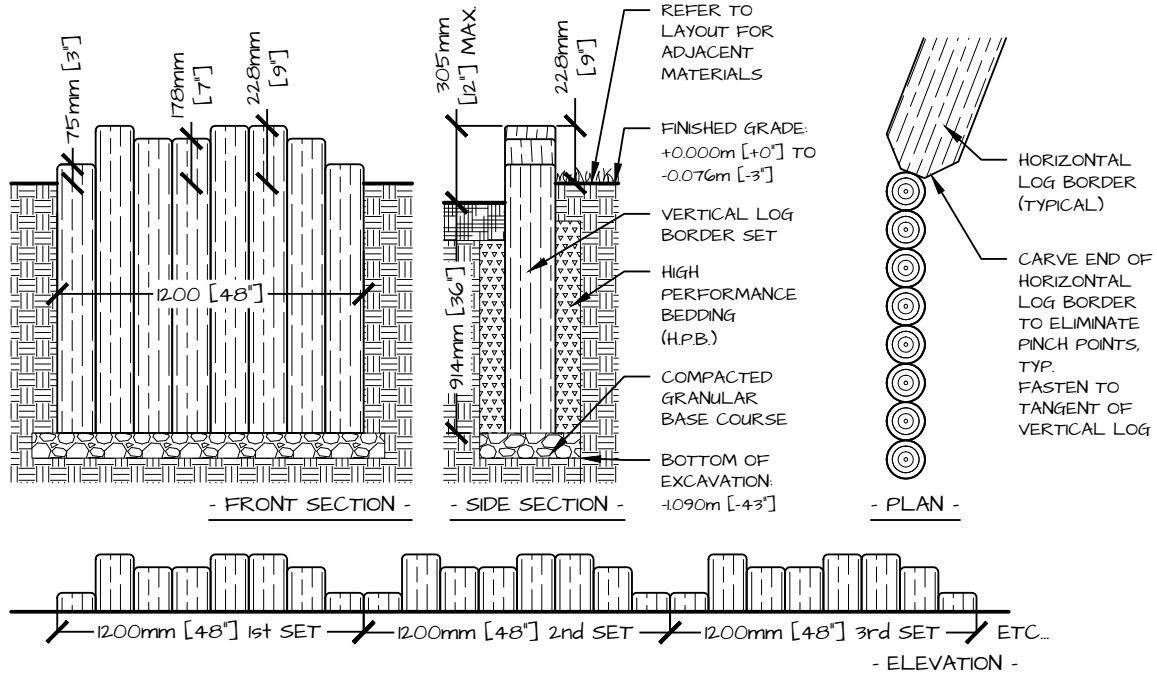 75mm [3"]
178mm
[7"]
228mm
[9"]
1200 [48"]
- FRONT SECTION -
305mm
[12"] MAX.
228mm
[9"]
914mm [36"]
- SIDE SECTION -
REFER TO
LAYOUT FOR
ADJACENT
MATERIALS
FINISHED GRADE:
+0.000m [+0"] TO
-0.076m [-3"]
VERTICAL LOG
BORDER SET
HIGH
PERFORMANCE
BEDDING
(H.P.B.)
COMPACTED
GRANULAR
BASE COURSE
BOTTOM OF
EXCAVATION:
-1.090m [-43"]
HORIZONTAL
LOG BORDER
(TYPICAL)
CARVE END OF
HORIZONTAL
LOG BORDER
TO ELIMINATE
PINCH POINTS,
TYP.
FASTEN TO
TANGENT OF
VERTICAL LOG
- PLAN -
1200mm [48"] 1st SET
1200mm [48"] 2nd SET
1200mm [48"] 3rd SET
ETC...
- ELEVATION -